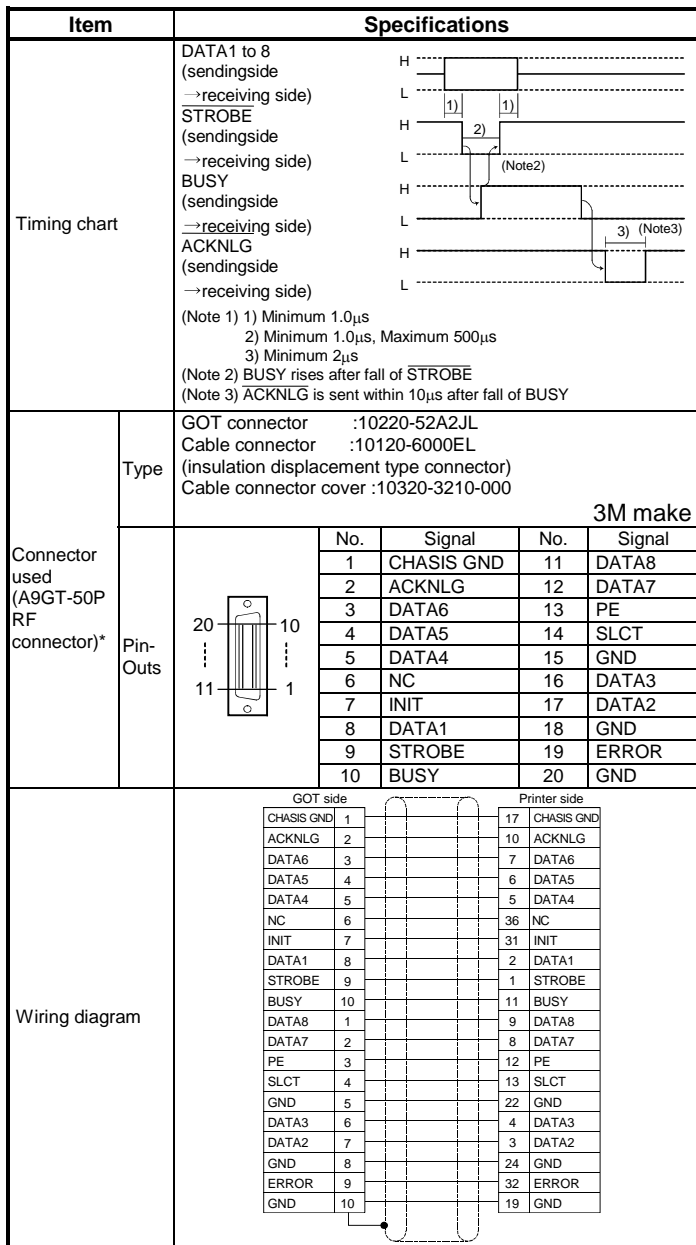 Item Specifications
Timing chart
DATA1 to 8
(sendingside
→receiving side)
STROBE
(sendingside
→receiving side)
BUSY
(sendingside
→receiving side)
ACKNLG
(sendingside
→receiving side)
H
L
1) 1)
H
2)
L
(Note2)
H
L
3) (Note3)
H
L
(Note 1) 1) Minimum 1.0μs
2) Minimum 1.0μs, Maximum 500μs
3) Minimum 2μs
(Note 2) BUSY rises after fall of STROBE
(Note 3) ACKNLG is sent within 10μs after fall of BUSY
Connector
used
(A9GT-50P
RF
connector)*
Type
GOT connector :10220-52A2JL
Cable connector :10120-6000EL
(insulation displacement type connector)
Cable connector cover :10320-3210-000
3M make
Pin-
Outs
20 10
11 1
No. Signal No. Signal
1 CHASIS GND 11 DATA8
2 ACKNLG 12 DATA7
3 DATA6 13 PE
4 DATA5 14 SLCT
5 DATA4 15 GND
6 NC 16 DATA3
7 INIT 17 DATA2
8 DATA1 18 GND
9 STROBE 19 ERROR
10 BUSY 20 GND
Wiring diagram
GOT side Printer side
CHASIS GND 1 17 CHASIS GND
ACKNLG 2 10 ACKNLG
DATA6 3 7 DATA6
DATA5 4 6 DATA5
DATA4 5 5 DATA4
NC 6 36 NC
INIT 7 31 INIT
DATA1 8 2 DATA1
STROBE 9 1 STROBE
BUSY 10 11 BUSY
DATA8 1 9 DATA8
DATA7 2 8 DATA7
PE 3 12 PE
SLCT 4 13 SLCT
GND 5 22 GND
DATA3 6 4 DATA3
DATA2 7 3 DATA2
GND 8 24 GND
ERROR 9 32 ERROR
GND 10 19 GND